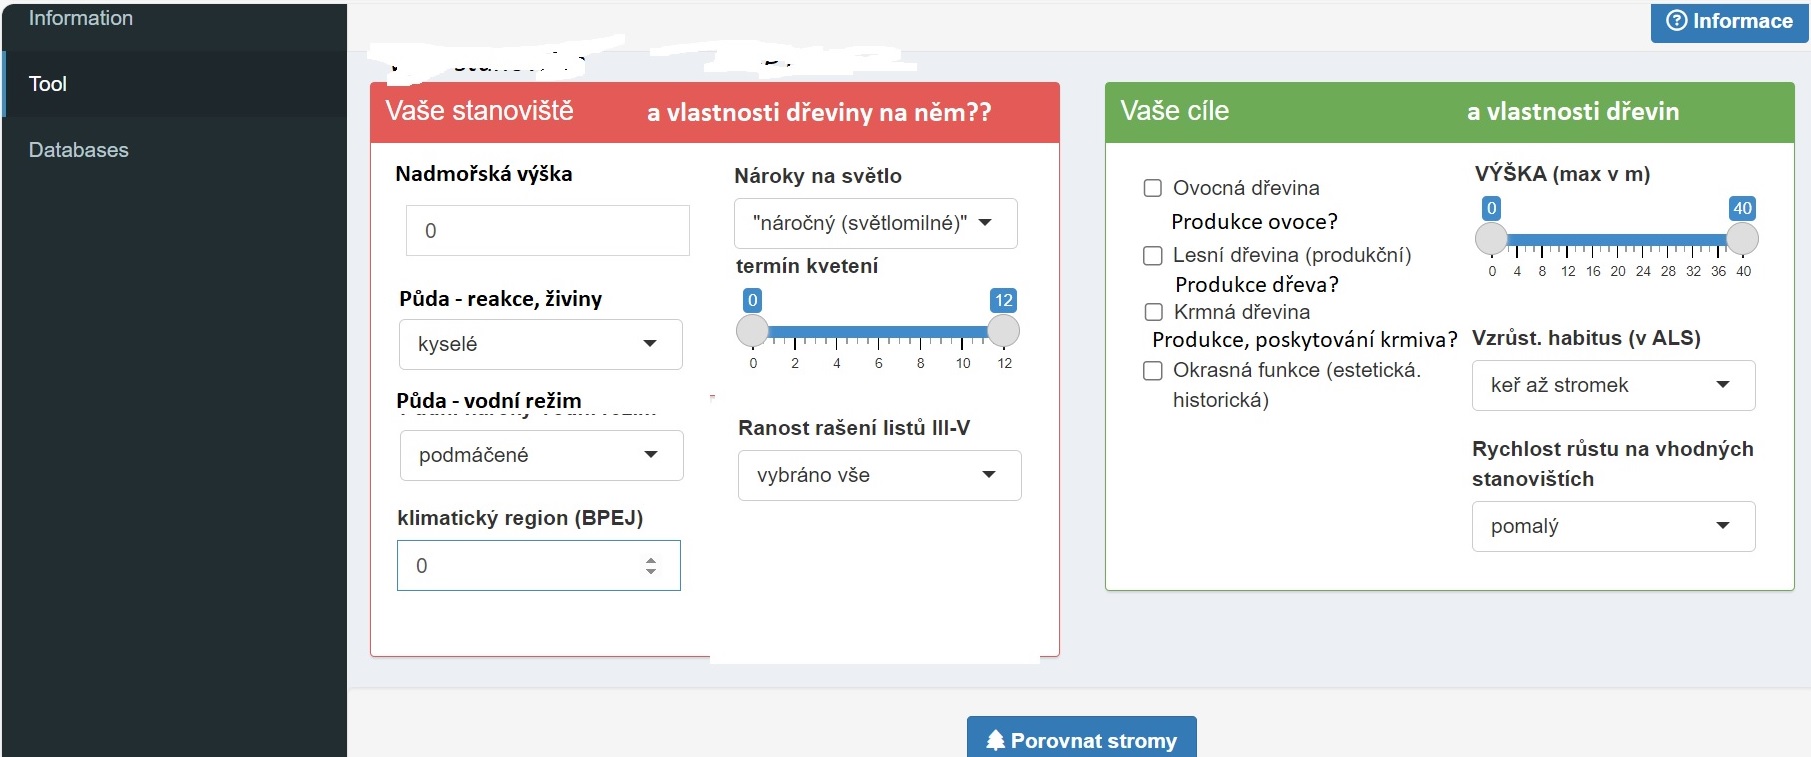 Information
Tool
Databases
Informace
Vaše stanoviště a vlastnosti dřeviny na něm??
Nadmořská výška
0
Půda - reakce, živiny
kyselé
Půda - vodní režim
podmáčené
klimatický region (BPEJ)
0
Nároky na světlo
"náročný (světlomilné)"
termín kvetení
0 12
0 2 4 6 8 10 12
Ranost rašení listů III-V
vybráno vše
Vaše cíle a vlastnosti dřevin
Ovocná dřevina
Produkce ovoce?
Lesní dřevina (produkční)
Produkce dřeva?
Krmná dřevina
Produkce, poskytování krmiva?
Okrasná funkce (estetická.
historická)
VÝŠKA (max v m)
0 40
0 4 8 12 16 20 24 28 32 36 40
Vzrůst. habitus (v ALS)
keř až stromek
Rychlost růstu na vhodných
stanovištích
pomalý
Porovnat stromy